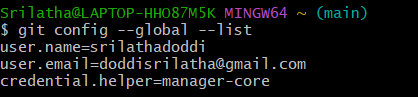 Srilatha@LAPTOP-HHO87M5K MINGW64 ~ (main)
$ git config --global --list
user.name=srilathadoddi
user.email=doddisrilatha@gmail.com
credential.helper=manager-core